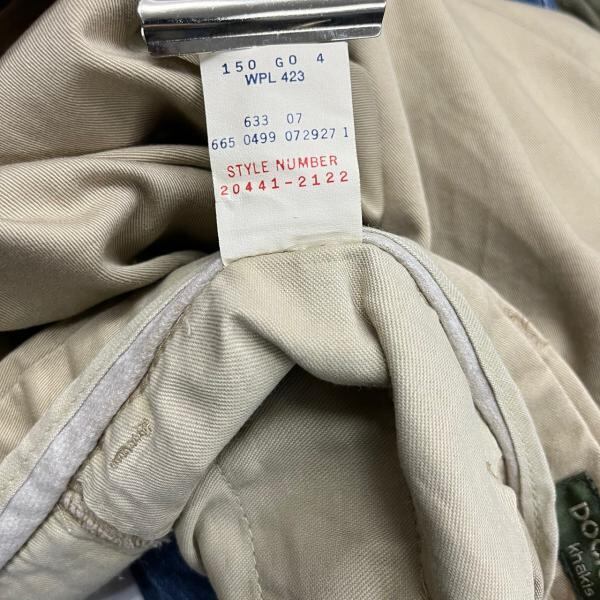 150 GO 4
WPL 423
633 07
665 0499 072927 1
STYLE NUMBER
20441-2122
khakis